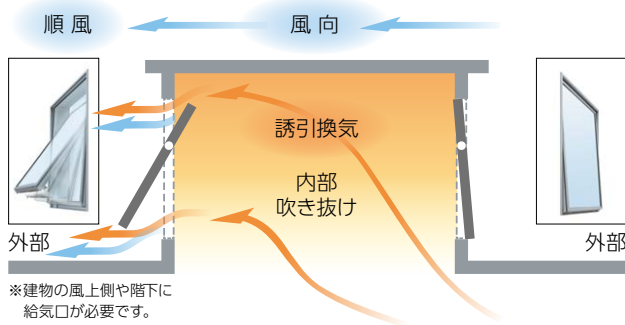 順風
風向
誘引換気
内部
吹き抜け
外部
外部
※建物の風上側や階下に
給気口が必要です。